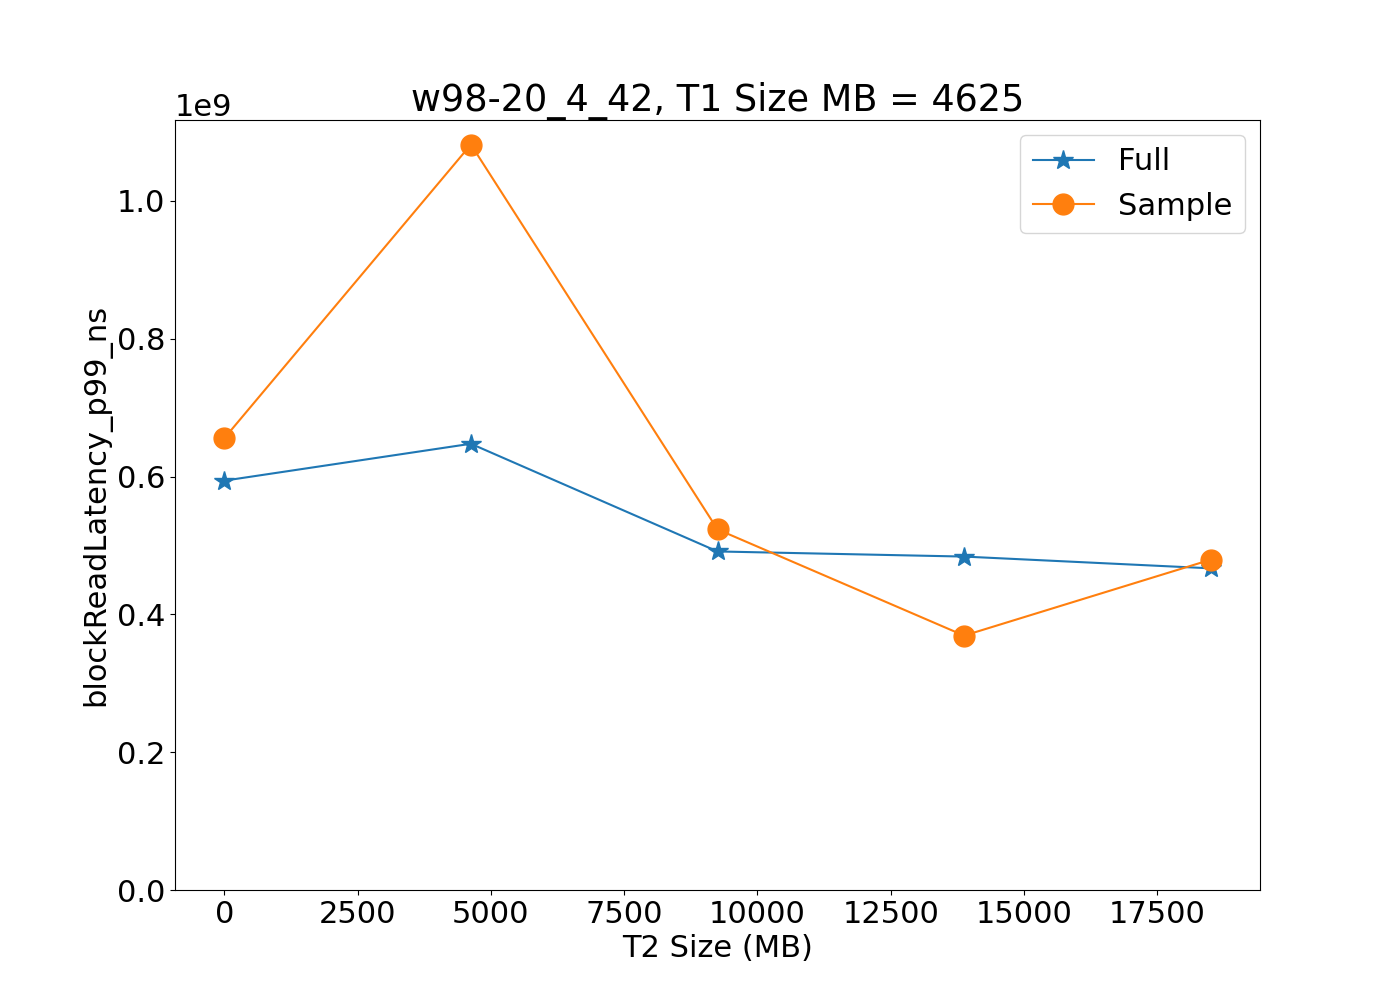 w98-20_4_42, T1 Size MB = 4625
1e9
Full
Sample
1.0
0.8
0.6
0.4
0.2
0.0
blockReadLatency_p99_ns
0 2500 5000 7500 10000 12500 15000 17500
T2 Size (MB)